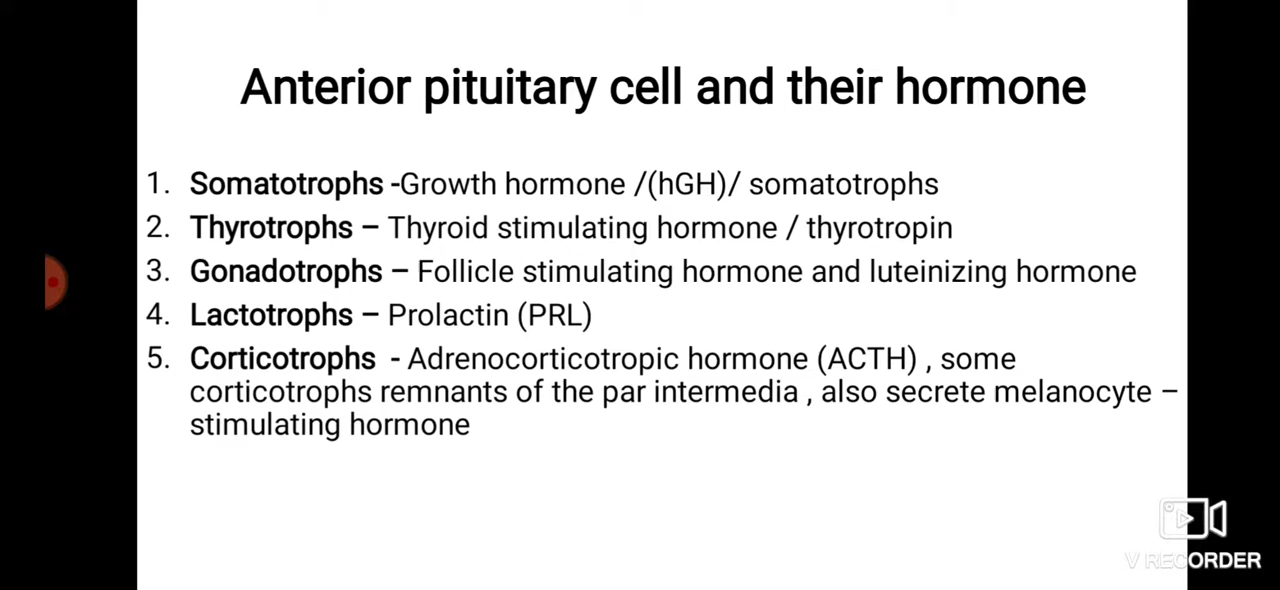 Anterior pituitary cell and their hormone
1. Somatotrophs -Growth hormone /(hGH)/ somatotrophs
2. Thyrotrophs – Thyroid stimulating hormone / thyrotropin
3. Gonadotrophs – Follicle stimulating hormone and luteinizing hormone
4. Lactotrophs – Prolactin (PRL)
5. Corticotrophs - Adrenocorticotropic hormone (ACTH) , some
corticotrophs remnants of the par intermedia , also secrete melanocyte –
stimulating hormone
V RECORDER